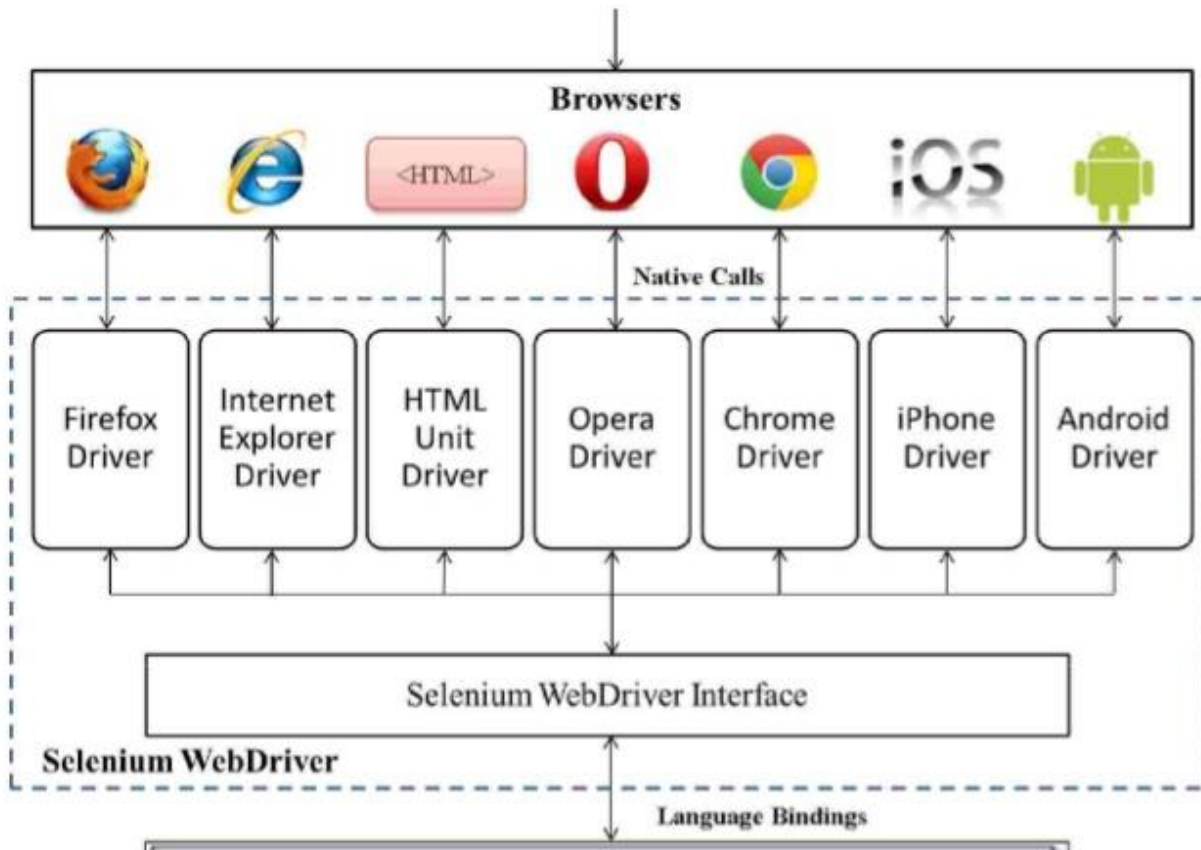 Browsers
<HTML>
iOS
Native Calls
Firefox
Driver
Internet
Explorer
Driver
HTML
Unit
Driver
Opera
Driver
Chrome
Driver
iPhone
Driver
Android
Driver
Selenium WebDriver Interface
Selenium WebDriver
Language Bindings